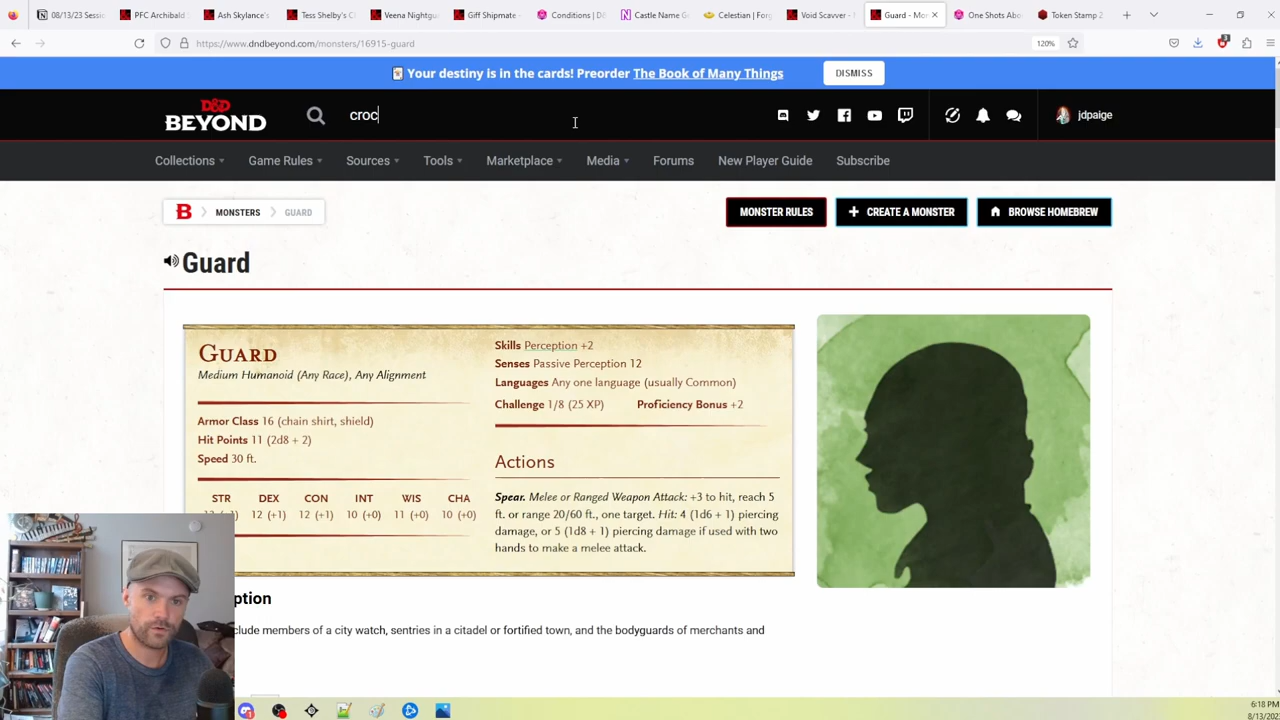 08/13/23 Sessi
PFC Archibald
Ash Skylance's
Tess Shelby's C
Veena Nightgu
Giff Shipmate
Conditions | D&
Castle Name G
Celestian | Forg
Void Scavver -
Guard - Mon
One Shots Abo
Token Stamp 2
https://www.dndbeyond.com/monsters/16915-guard
120%
Your destiny is in the cards! Preorder The Book of Many Things
DISMISS
D&D
BEYOND
croc
jdpaige
Collections
Game Rules
Sources
Tools
Marketplace
Media
Forums
New Player Guide
Subscribe
B
MONSTERS
GUARD
MONSTER RULES
CREATE A MONSTER
BROWSE HOMEBREW
Guard
GUARD
Medium Humanoid (Any Race), Any Alignment
Armor Class 16 (chain shirt, shield)
Hit Points 11 (2d8 + 2)
Speed 30 ft.
STR DEX CON INT WIS CHA
12 (+1) 12 (+1) 10 (+0) 11 (+0) 10 (+0)
Skills Perception +2
Senses Passive Perception 12
Languages Any one language (usually Common)
Challenge 1/8 (25 XP) Proficiency Bonus +2
Actions
Spear. Melee or Ranged Weapon Attack: +3 to hit, reach 5
ft. or range 20/60 ft., one target. Hit: 4 (1d6 + 1) piercing
damage, or 5 (1d8 + 1) piercing damage if used with two
hands to make a melee attack.
ption
clude members of a city watch, sentries in a citadel or fortified town, and the bodyguards of merchants and
6:18 PM
8/13/202